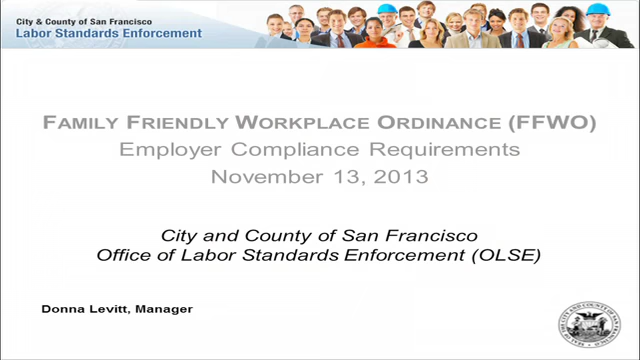 City & County of San Francisco
Labor Standards Enforcement
FAMILY FRIENDLY WORKPLACE ORDINANCE (FFWO)
Employer Compliance Requirements
November 13, 2013
City and County of San Francisco
Office of Labor Standards Enforcement (OLSE)
Donna Levitt, Manager